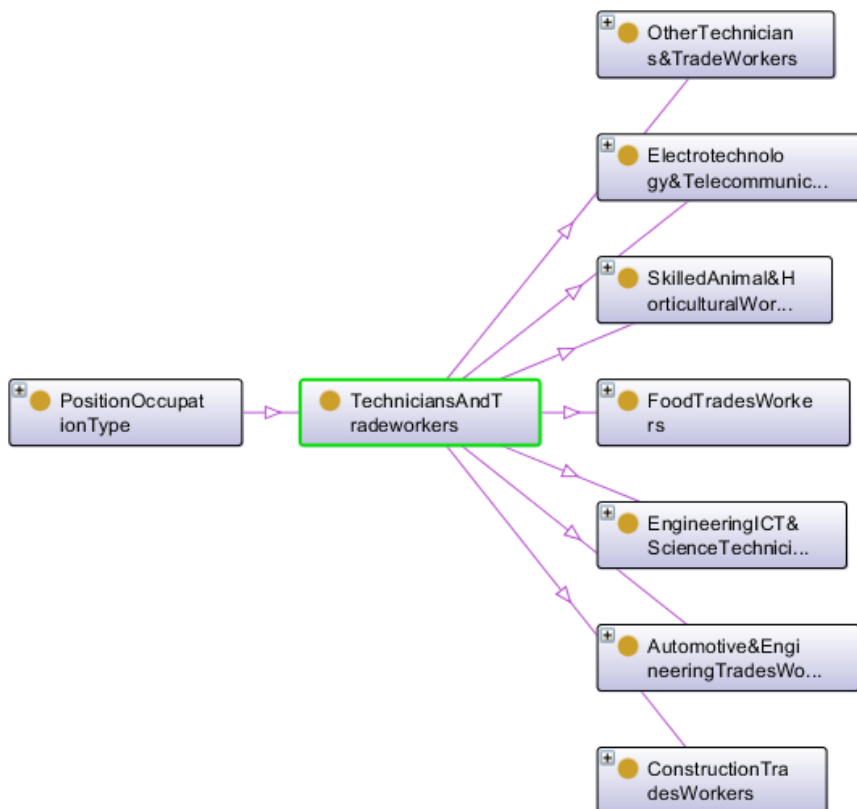 OtherTechnician
s&TradeWorkers
Electrotechnolo
gy&Telecommunic...
SkilledAnimal&H
orticulturalWor...
PositionOccupat
ionType
TechniciansAndT
radeworkers
FoodTradesWorke
rs
EngineeringICT&
ScienceTechnici...
Automotive&Engi
neeringTradesWo...
ConstructionTra
desWorkers